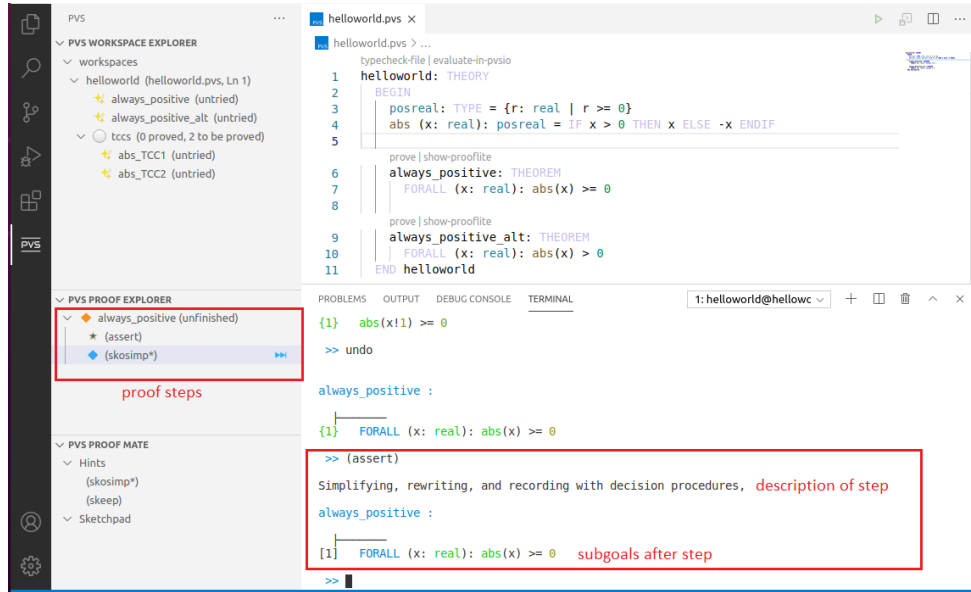 PVS ...
PVS WORKSPACE EXPLORER
workspaces
helloworld (helloworld.pvs, Ln 1)
always_positive (untried)
always_positive_alt (untried)
tccs (0 proved, 2 to be proved)
abs_TCC1 (untried)
abs_TCC2 (untried)
PVS
PVS PROOF EXPLORER
always_positive (unfinished)
(assert)
(skosimp*)
proof steps
PVS PROOF MATE
Hints
(skosimp*)
(skeep)
Sketchpad
helloworld.pvs ×
helloworld.pvs > ...
typecheck-file | evaluate-in-pvsio
1 helloworld: THEORY
2 BEGIN
3 posreal: TYPE = {r: real | r >= 0}
4 abs (x: real): posreal = IF x > 0 THEN x ELSE -x ENDIF
5
prove | show-prooflite
6 always_positive: THEOREM
7 FORALL (x: real): abs(x) >= 0
8
prove | show-prooflite
9 always_positive_alt: THEOREM
10 FORALL (x: real): abs(x) > 0
11 END helloworld
PROBLEMS OUTPUT DEBUG CONSOLE TERMINAL 1: helloworld@hellowc
{1} abs(x!1) >= 0
>> undo
always_positive :
{1} FORALL (x: real): abs(x) >= 0
>> (assert)
Simplifying, rewriting, and recording with decision procedures, description of step
always_positive :
[1] FORALL (x: real): abs(x) >= 0 subgoals after step
>>